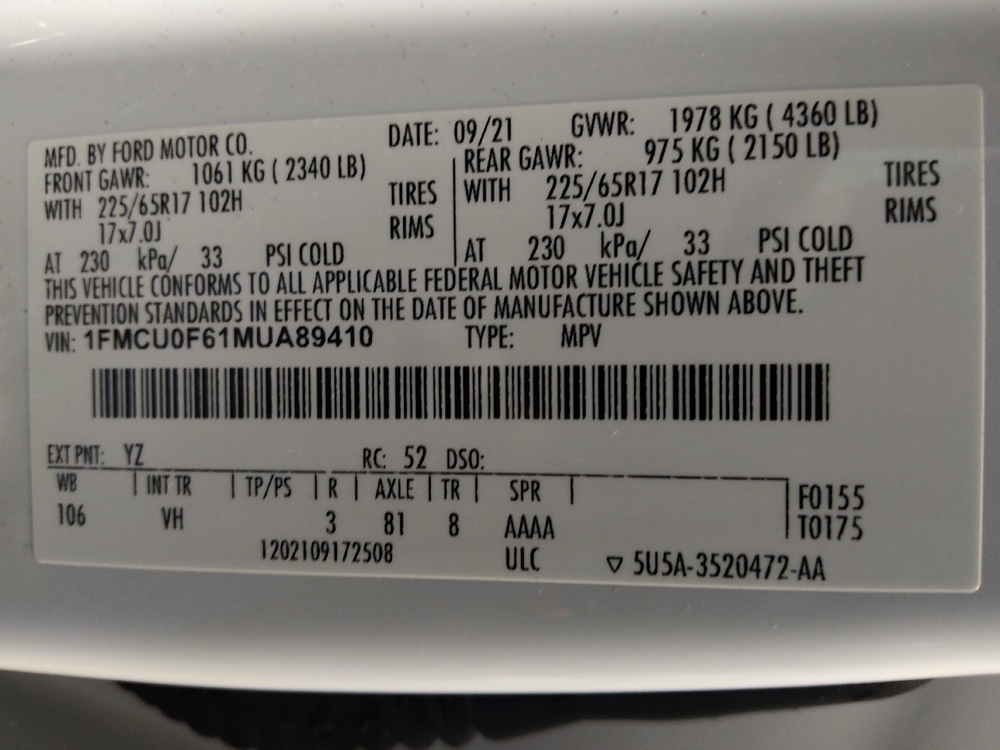 MFD. BY FORD MOTOR CO. DATE: 09/21 GVWR: 1978 KG ( 4360 LB)
FRONT GAWR: 1061 KG ( 2340 LB) REAR GAWR: 975 KG ( 2150 LB)
WITH 225/65R17 102H TIRES WITH 225/65R17 102H TIRES
17x7.0J RIMS 17x7.0J RIMS
AT 230 kPa/ 33 PSI COLD AT 230 kPa/ 33 PSI COLD
THIS VEHICLE CONFORMS TO ALL APPLICABLE FEDERAL MOTOR VEHICLE SAFETY AND THEFT
PREVENTION STANDARDS IN EFFECT ON THE DATE OF MANUFACTURE SHOWN ABOVE.
VIN: 1FMCU0F61MUA89410 TYPE: MPV
EXT PNT: YZ RC: 52 DSO:
WB INT TR TP/PS R AXLE TR SPR F0155
106 VH 3 81 8 AAAA T0175
1202109172508 ULC ▽ 5U5A-3520472-AA